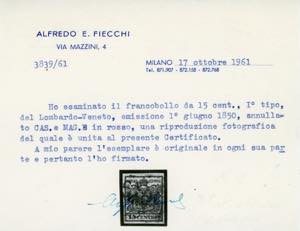 ALFREDO E. FIECCHI
VIA MAZZINI, 4
3839/61
MILANO 17 ottobre 1961
Tel. 871.907 - 872.155 - 872.768
Ho esaminato il francobollo da 15 cent., I° tipo,
del Lombardo-Veneto, emissione 1° giugno 1850, annulla-
to CAS. e MAG. in rosso, una riproduzione fotografica
del quale è unita al presente Certificato.
A mio parere l'esemplare è originale in ogni sua par
te e pertanto l'ho firmato.